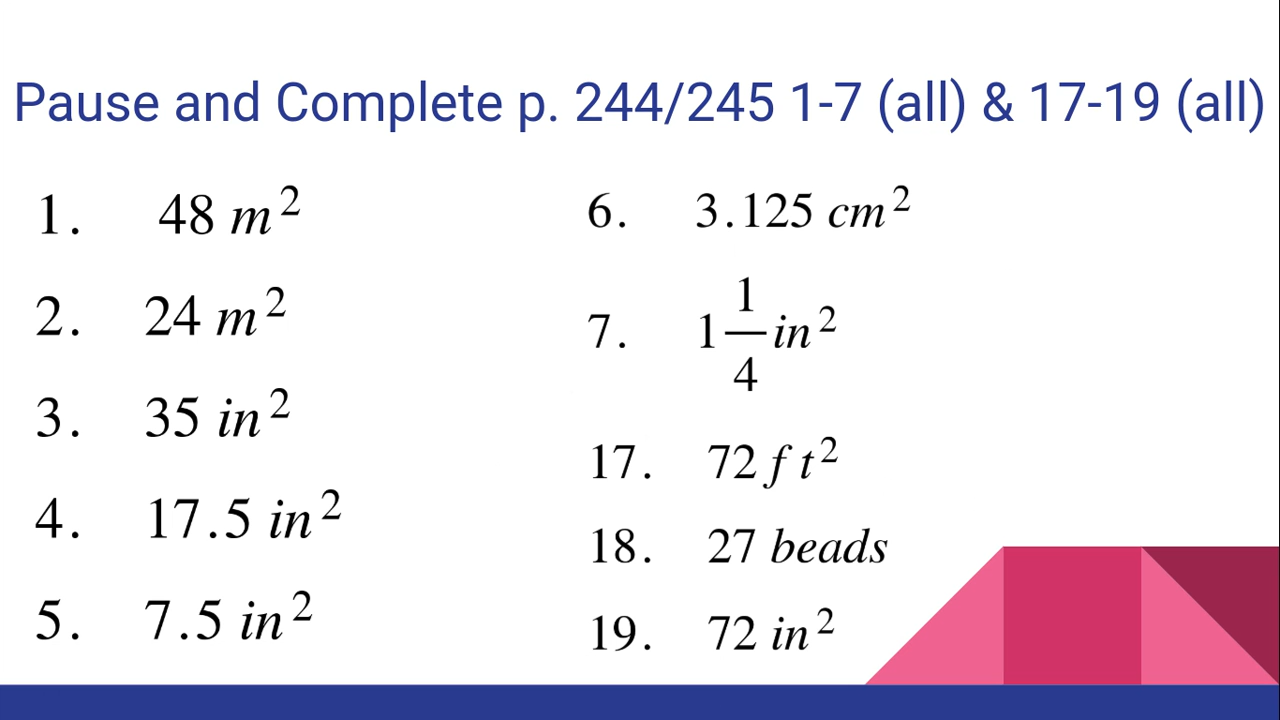 Pause and Complete p. 244/245 1-7 (all) & 17-19 (all)
1. 48 m²
2. 24 m²
3. 35 in²
4. 17.5 in²
5. 7.5 in²
6. 3.125 cm²
7. 1 1/4 in²
17. 72 ft²
18. 27 beads
19. 72 in²